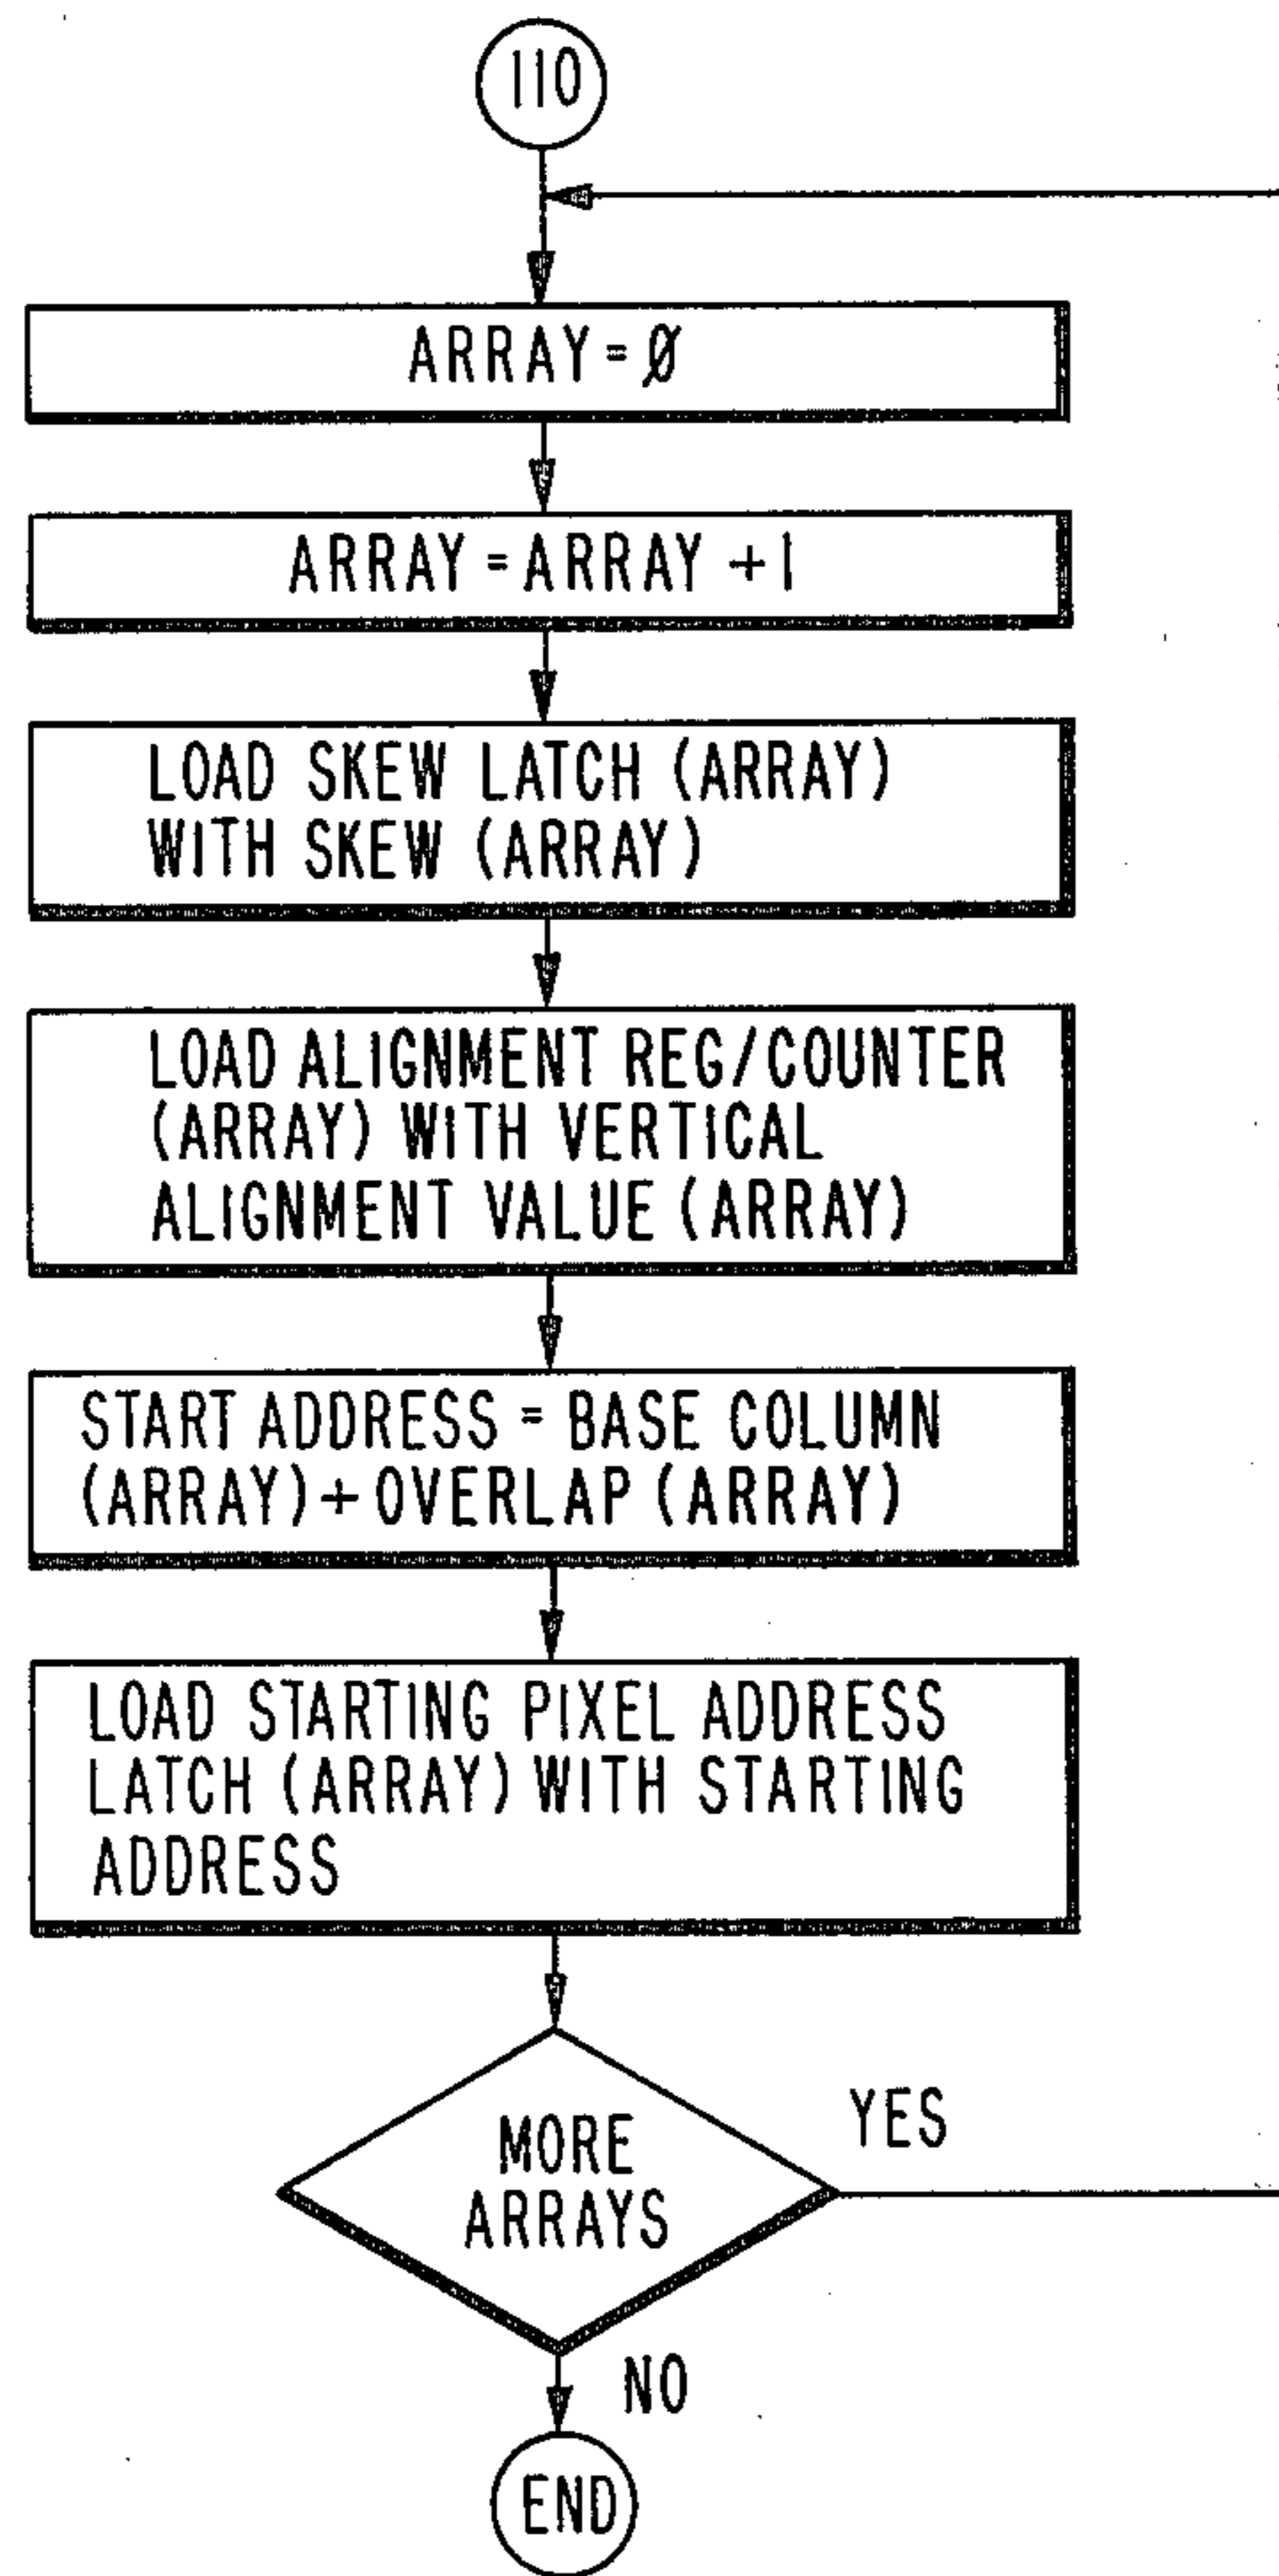 110
ARRAY = Ø
ARRAY = ARRAY + 1
LOAD SKEW LATCH (ARRAY)
WITH SKEW (ARRAY)
LOAD ALIGNMENT REG/COUNTER
(ARRAY) WITH VERTICAL
ALIGNMENT VALUE (ARRAY)
START ADDRESS = BASE COLUMN
(ARRAY) + OVERLAP (ARRAY)
LOAD STARTING PIXEL ADDRESS
LATCH (ARRAY) WITH STARTING
ADDRESS
MORE
ARRAYS
YES
NO
END